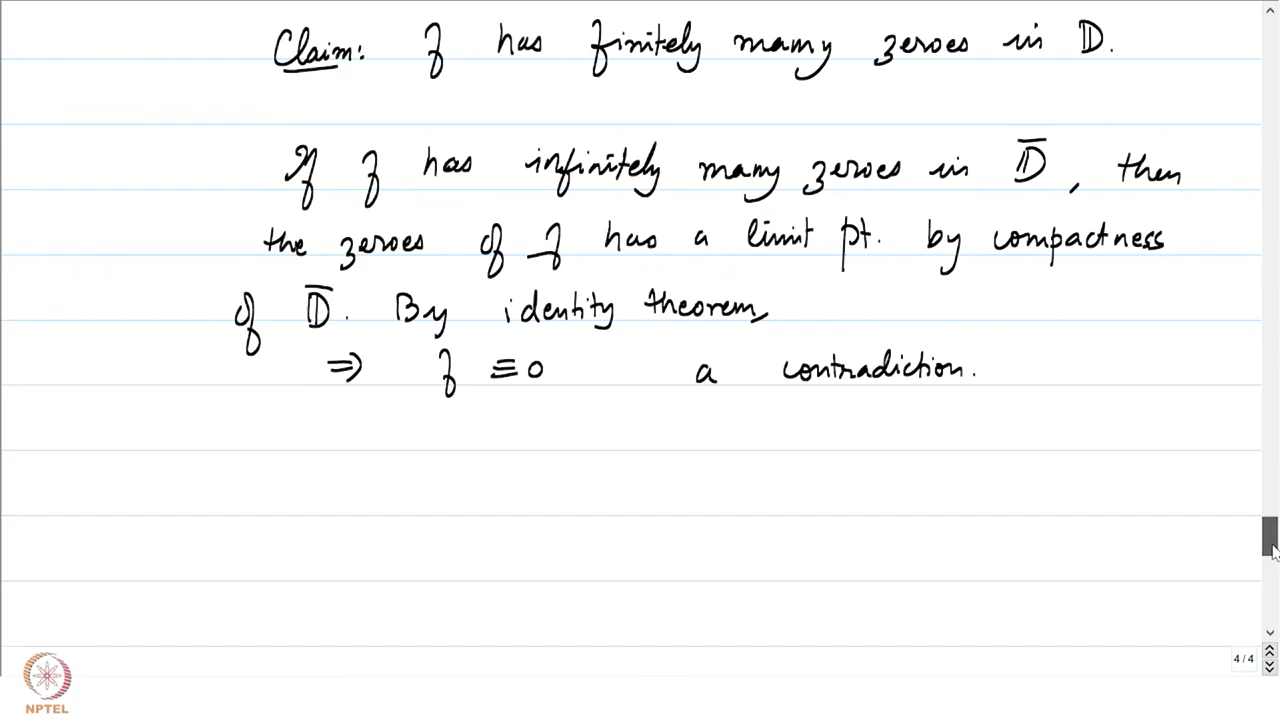 Claim: f has finitely many zeroes in 𝔻.
If f has infinitely many zeroes in 𝔻̅, then
the zeroes of f has a limit pt. by compactness
of 𝔻̅. By identity theorem,
⇒ f ≡ 0 a contradiction.
4 / 4
NPTEL